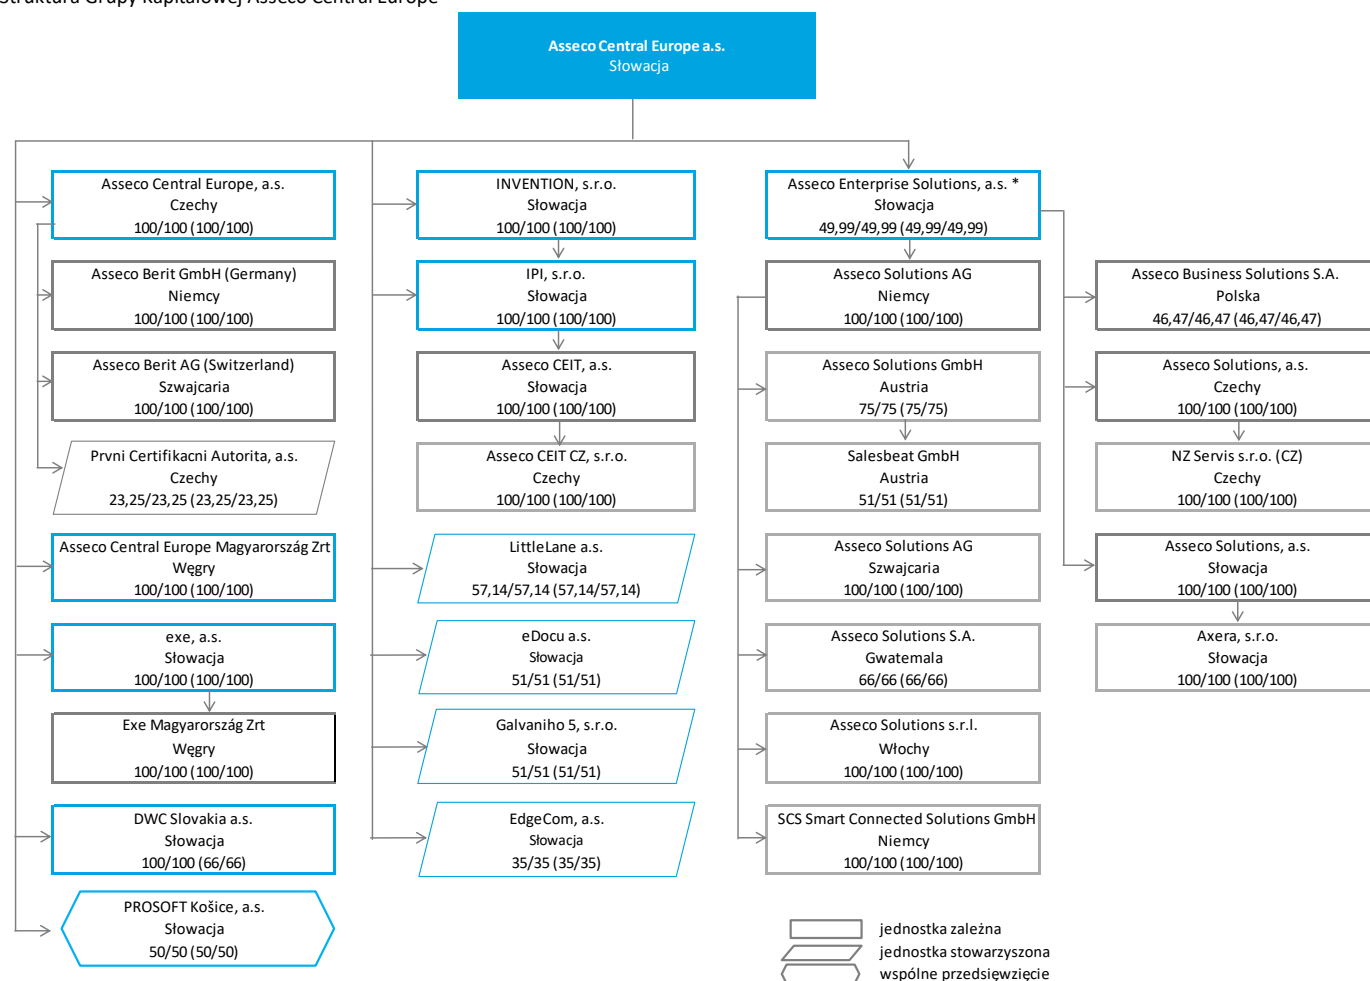 Struktura Grupy Kapitałowej Asseco Central Europe
Asseco Central Europe a.s.
Słowacja
Asseco Central Europe, a.s.
Czechy
100/100 (100/100)
Asseco Berit GmbH (Germany)
Niemcy
100/100 (100/100)
Asseco Berit AG (Switzerland)
Szwajcaria
100/100 (100/100)
Prvni Certifikacni Autorita, a.s.
Czechy
23,25/23,25 (23,25/23,25)
Asseco Central Europe Magyarország Zrt
Węgry
100/100 (100/100)
exe, a.s.
Słowacja
100/100 (100/100)
Exe Magyarország Zrt
Węgry
100/100 (100/100)
DWC Slovakia a.s.
Słowacja
100/100 (66/66)
PROSOFT Košice, a.s.
Słowacja
50/50 (50/50)
INVENTION, s.r.o.
Słowacja
100/100 (100/100)
IPI, s.r.o.
Słowacja
100/100 (100/100)
Asseco CEIT, a.s.
Słowacja
100/100 (100/100)
Asseco CEIT CZ, s.r.o.
Czechy
100/100 (100/100)
LittleLane a.s.
Słowacja
57,14/57,14 (57,14/57,14)
eDocu a.s.
Słowacja
51/51 (51/51)
Galvaniho 5, s.r.o.
Słowacja
51/51 (51/51)
EdgeCom, a.s.
Słowacja
35/35 (35/35)
Asseco Enterprise Solutions, a.s. *
Słowacja
49,99/49,99 (49,99/49,99)
Asseco Solutions AG
Niemcy
100/100 (100/100)
Asseco Solutions GmbH
Austria
75/75 (75/75)
Salesbeat GmbH
Austria
51/51 (51/51)
Asseco Solutions AG
Szwajcaria
100/100 (100/100)
Asseco Solutions S.A.
Gwatemala
66/66 (66/66)
Asseco Solutions s.r.l.
Włochy
100/100 (100/100)
SCS Smart Connected Solutions GmbH
Niemcy
100/100 (100/100)
Asseco Business Solutions S.A.
Polska
46,47/46,47 (46,47/46,47)
Asseco Solutions, a.s.
Czechy
100/100 (100/100)
NZ Servis s.r.o. (CZ)
Czechy
100/100 (100/100)
Asseco Solutions, a.s.
Słowacja
100/100 (100/100)
Axera, s.r.o.
Słowacja
100/100 (100/100)
jednostka zależna
jednostka stowarzyszona
wspólne przedsięwzięcie